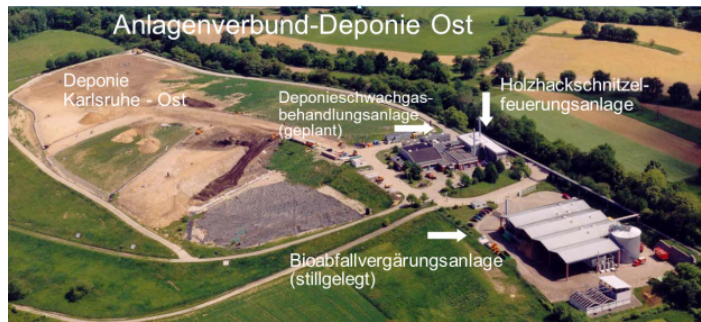 Anlagenverbund-Deponie Ost
Deponie
Karlsruhe - Ost
Deponieschwachgas-
behandlungsanlage
(geplant)
Holzhackschnitzel-
feuerungsanlage
Bioabfallvergärungsanlage
(stillgelegt)